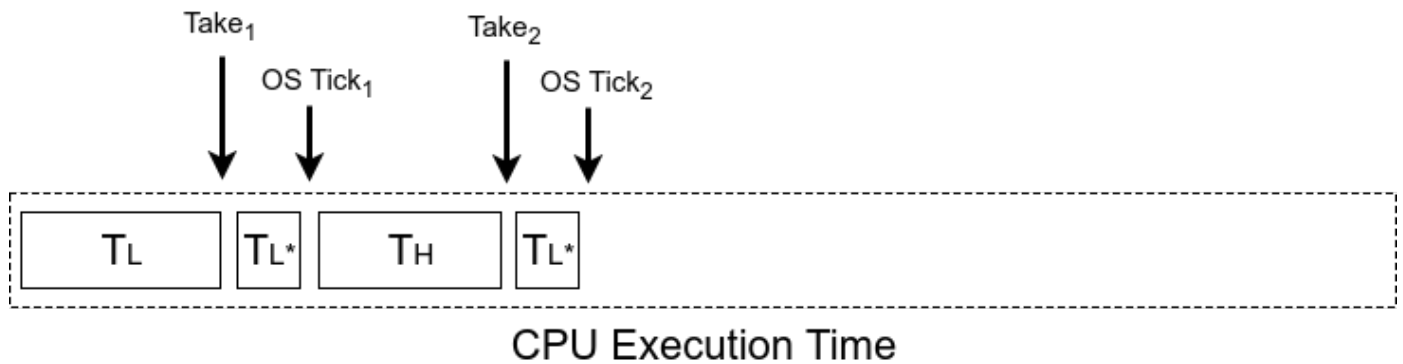 Take1
Take2
OS Tick1
OS Tick2
TL
TL*
TH
TL*
CPU Execution Time